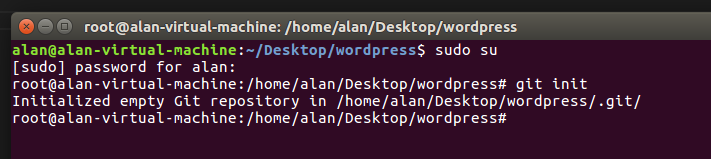 root@alan-virtual-machine: /home/alan/Desktop/wordpress
alan@alan-virtual-machine:~/Desktop/wordpress$ sudo su
[sudo] password for alan:
root@alan-virtual-machine:/home/alan/Desktop/wordpress# git init
Initialized empty Git repository in /home/alan/Desktop/wordpress/.git/
root@alan-virtual-machine:/home/alan/Desktop/wordpress#